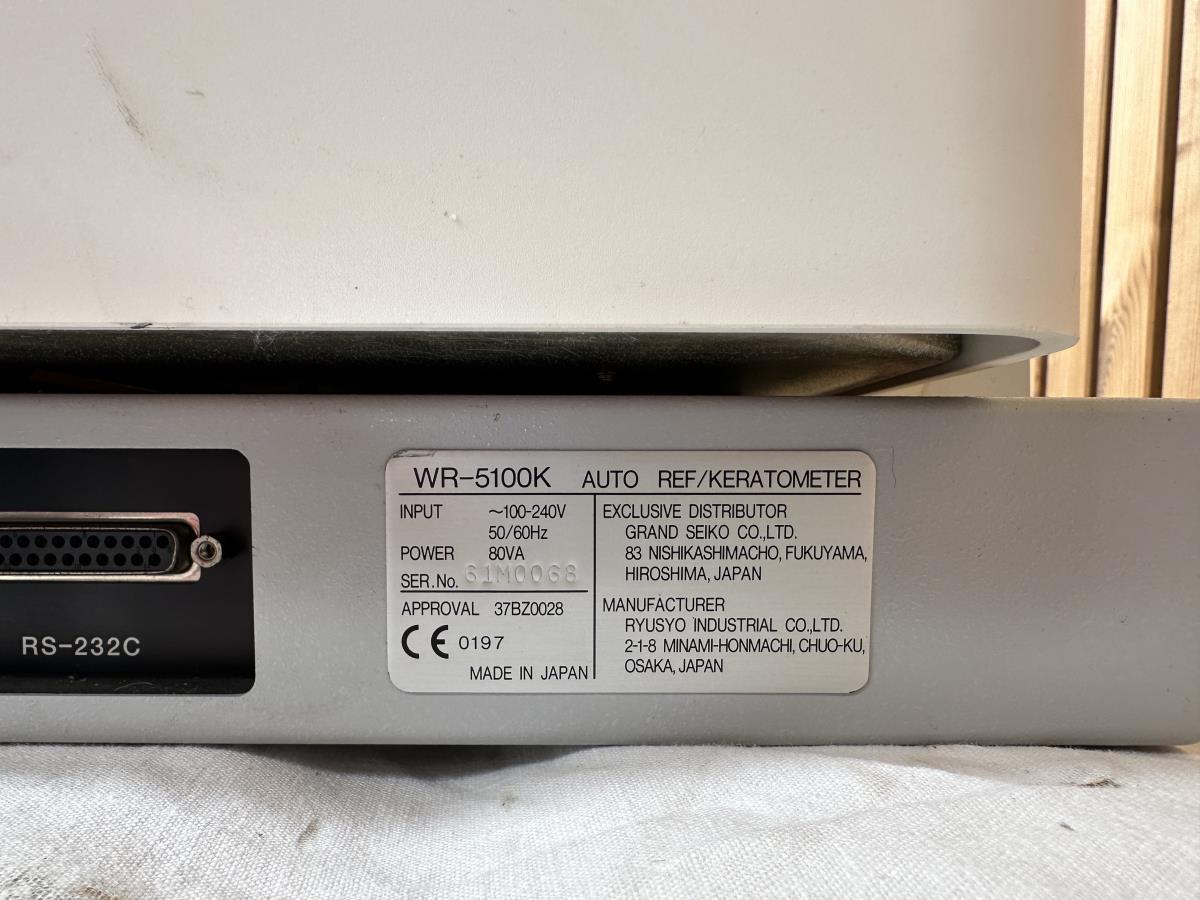 WR-5100K AUTO REF/KERATOMETER
INPUT ~100-240V
50/60Hz
POWER 80VA
SER.No. 61M0068
APPROVAL 37BZ0028
CE 0197
MADE IN JAPAN
EXCLUSIVE DISTRIBUTOR
GRAND SEIKO CO.,LTD.
83 NISHIKASHIMACHO, FUKUYAMA,
HIROSHIMA, JAPAN
MANUFACTURER
RYUSYO INDUSTRIAL CO.,LTD.
2-1-8 MINAMI-HONMACHI, CHUO-KU,
OSAKA, JAPAN
RS-232C